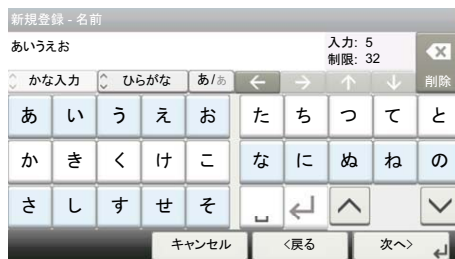 新規登録 - 名前
あいうえお
入力: 5
制限: 32
かな入力 ひらがな あ/あ ← → ↑ ↓ 削除
あ い う え お た ち つ て と
か き く け こ な に ぬ ね の
さ し す せ そ
キャンセル <戻る 次へ>